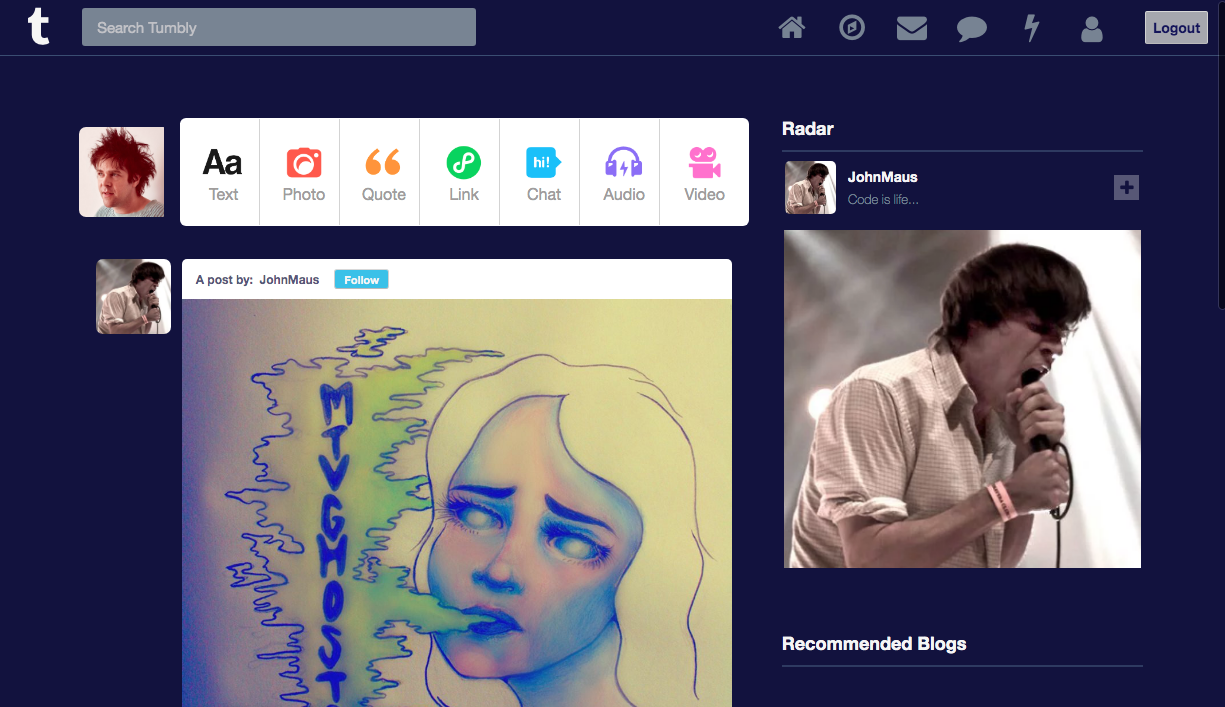 t
Search Tumbly
Logout
Aa
Text
Photo
Quote
Link
hi!
Chat
Audio
Video
Radar
JohnMaus
Code is life...
A post by: JohnMaus
Follow
MTVGHOST
Recommended Blogs